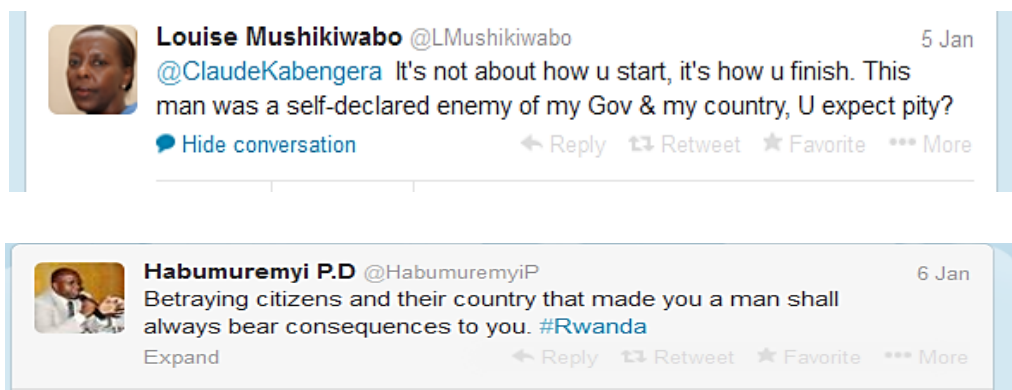 Louise Mushikiwabo @LMushikiwabo 5 Jan
@ClaudeKabengera It's not about how u start, it's how u finish. This
man was a self-declared enemy of my Gov & my country, U expect pity?
Hide conversation Reply Retweet Favorite More
Habumuremyi P.D @HabumuremyiP 6 Jan
Betraying citizens and their country that made you a man shall
always bear consequences to you. #Rwanda
Expand Reply Retweet Favorite More